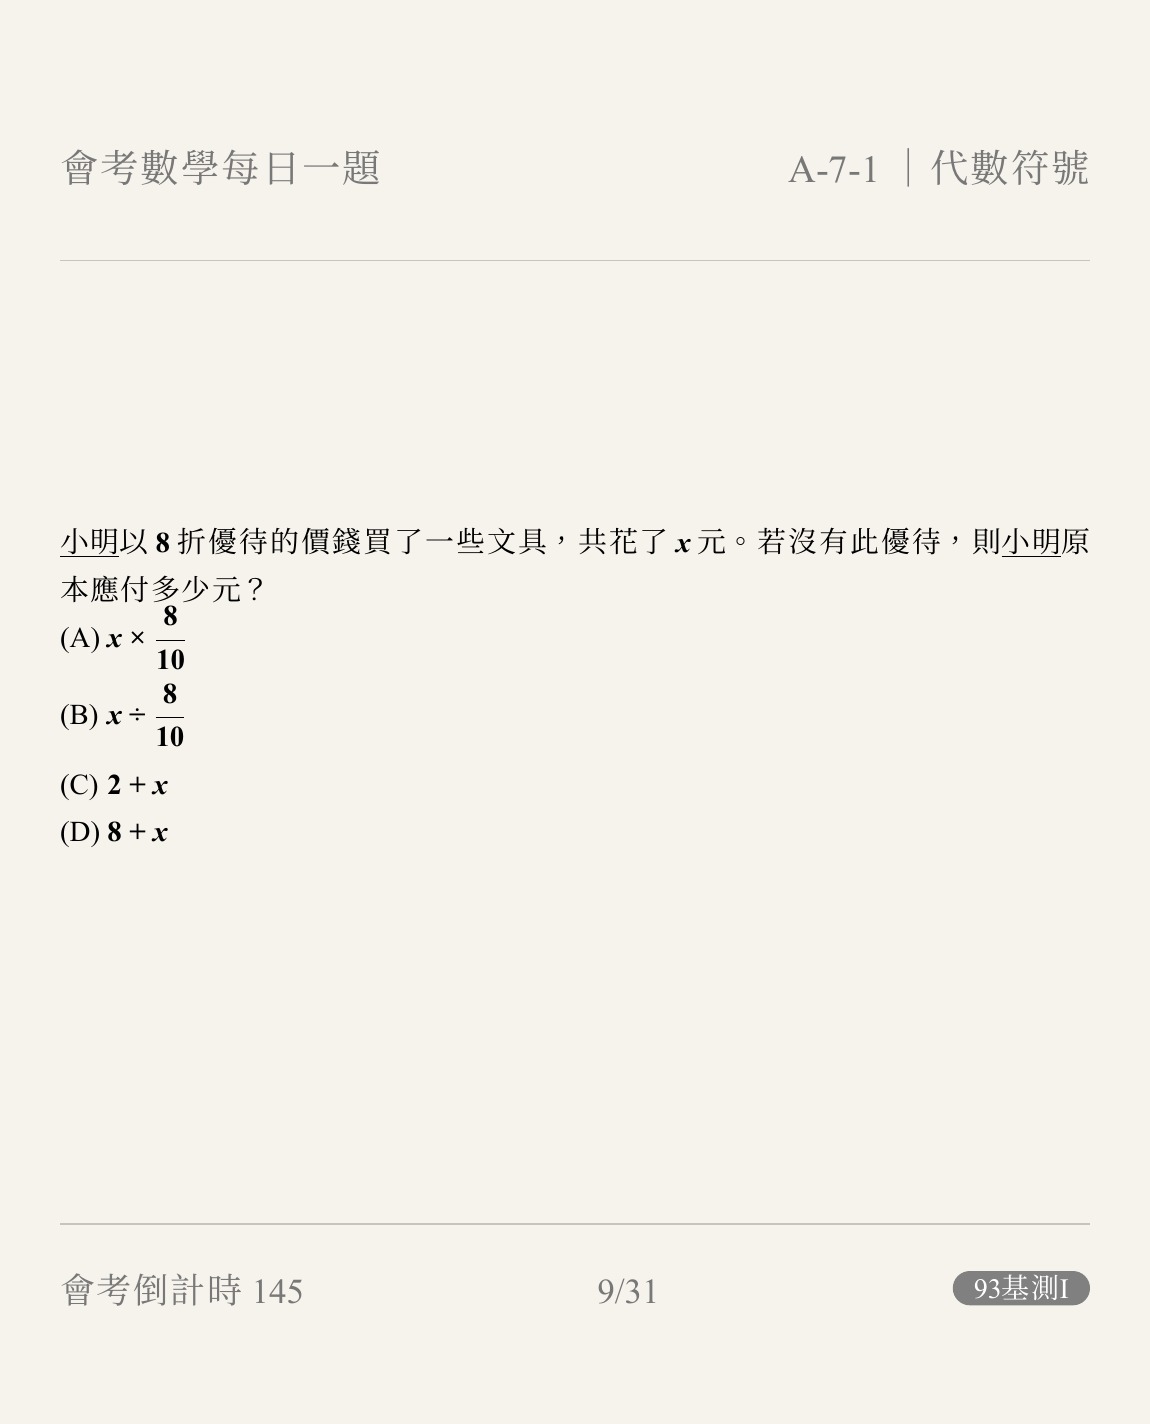 會考數學每日一題
A-7-1｜代數符號
小明以 8 折優待的價錢買了一些文具，共花了 x 元。若沒有此優待，則小明原
本應付多少元？
(A) x × 8/10
(B) x ÷ 8/10
(C) 2 + x
(D) 8 + x
會考倒計時 145
9/31
93基測I